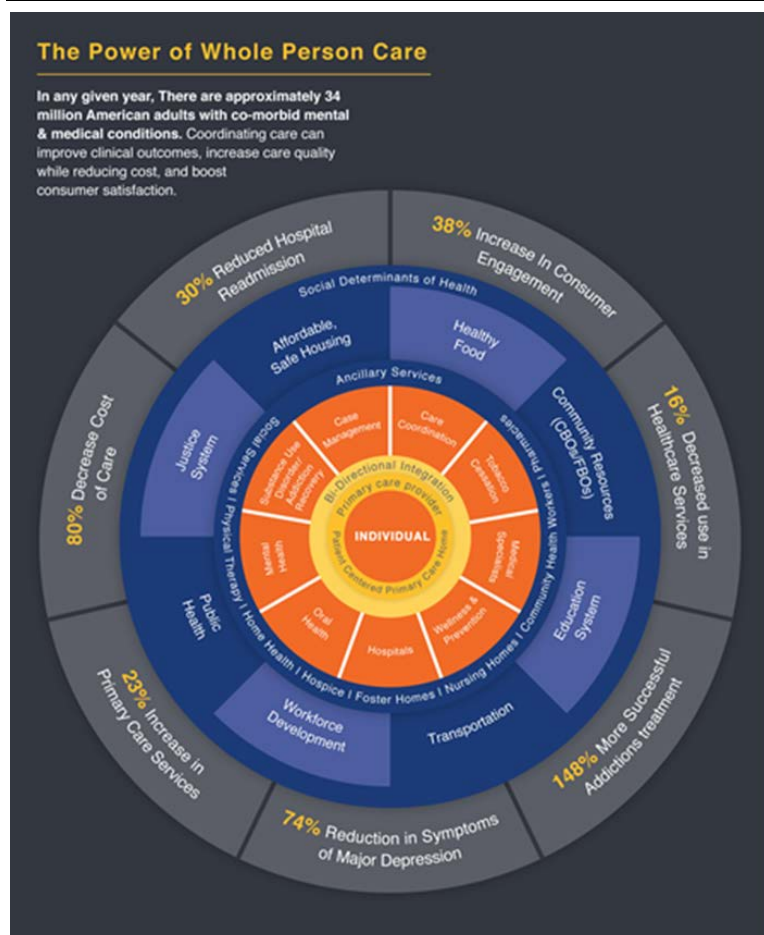 The Power of Whole Person Care
In any given year, There are approximately 34
million American adults with co-morbid mental
& medical conditions. Coordinating care can
improve clinical outcomes, increase care quality
while reducing cost, and boost
consumer satisfaction.
30% Reduced Hospital
Readmission
38% Increase In Consumer
Engagement
16% Decreased use in
Healthcare Services
148% More Successful
Addictions treatment
74% Reduction in Symptoms
of Major Depression
23% Increase in
Primary Care Services
80% Decrease Cost
of Care
Social Determinants of Health
Affordable,
Safe Housing
Healthy
Food
Community Resources
(CBOs/FBOs)
Education
System
Transportation
Workforce
Development
Public
Health
Justice
System
Ancillary Services
Social Services | Physical Therapy | Home Health | Hospice | Foster Homes | Nursing Homes | Community Health Workers | Pharmacies
Case
Management
Care
Coordination
Tobacco
Cessation
Medical
Specialists
Wellness &
Prevention
Hospitals
Oral
Health
Mental
Health
Substance Use
Disorder/
Addiction
Recovery
Bi-Directional Integration
Primary care provider
INDIVIDUAL
Patient Centered Primary Care Home